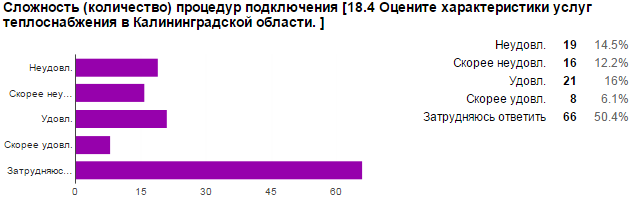 Сложность (количество) процедур подключения [18.4 Оцените характеристики услуг
теплоснабжения в Калининградской области. ]
Неудовл.
Скорее неу...
Удовл.
Скорее удовл.
Затрудняюс...
0 15 30 45 60
Неудовл. 19 14.5%
Скорее неудовл. 16 12.2%
Удовл. 21 16%
Скорее удовл. 8 6.1%
Затрудняюсь ответить 66 50.4%